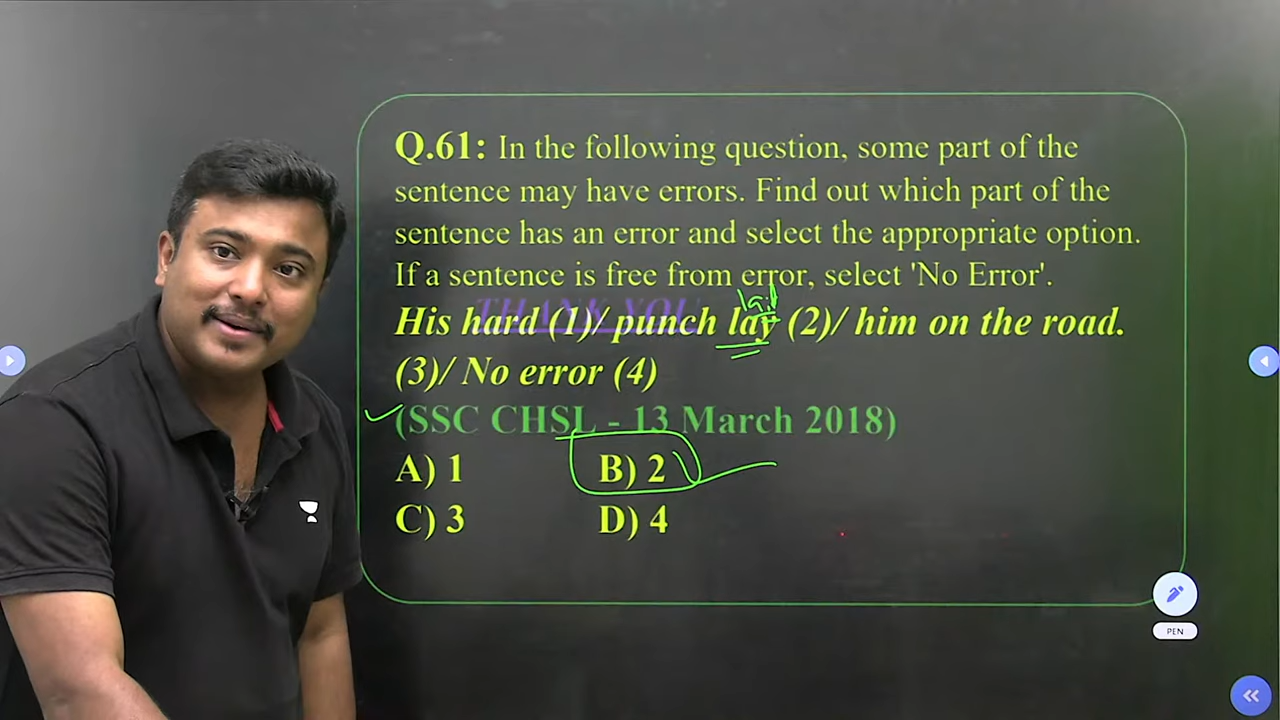 Q.61: In the following question, some part of the
sentence may have errors. Find out which part of the
sentence has an error and select the appropriate option.
If a sentence is free from error, select 'No Error'.
THANK YOU
laid
His hard (1)/ punch lay (2)/ him on the road.
(3)/ No error (4)
(SSC CHSL - 13 March 2018)
A) 1 B) 2
C) 3 D) 4
PEN